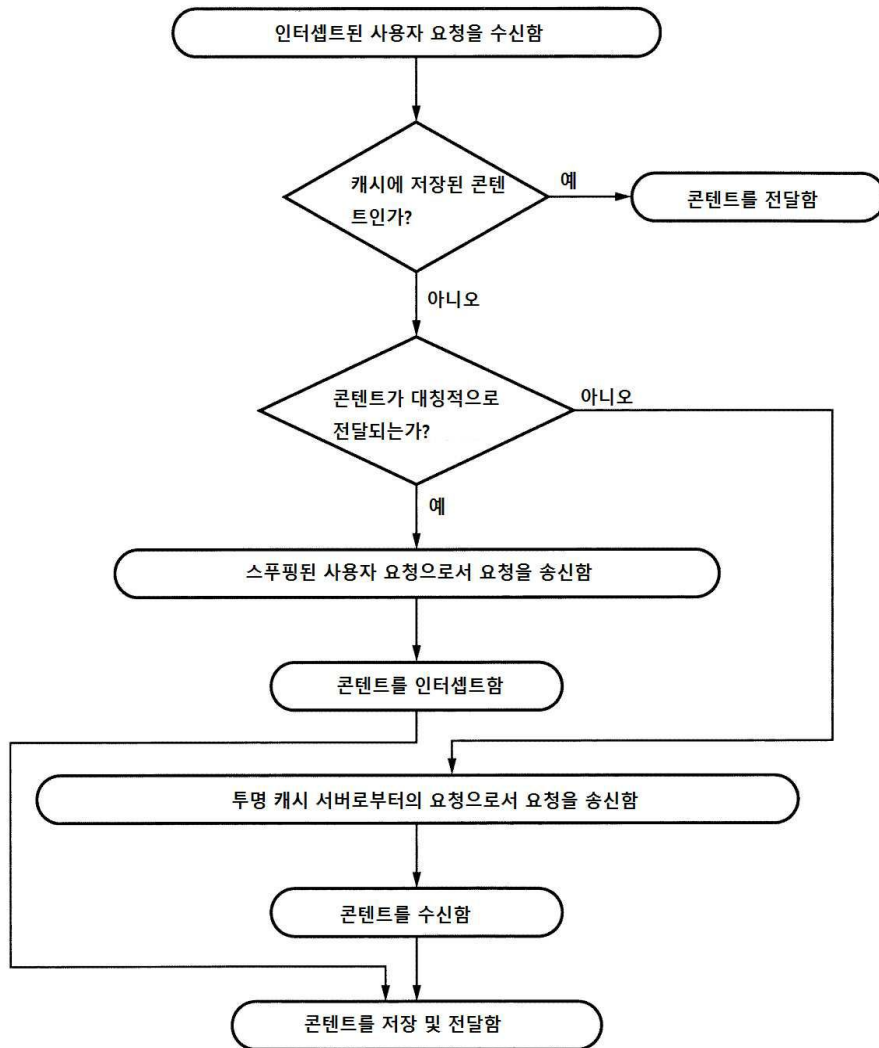 인터셉트된 사용자 요청을 수신함
캐시에 저장된 콘텐
트인가?
예
콘텐트를 전달함
아니오
콘텐트가 대칭적으로
전달되는가?
아니오
예
스푸핑된 사용자 요청으로서 요청을 송신함
콘텐트를 인터셉트함
투명 캐시 서버로부터의 요청으로서 요청을 송신함
콘텐트를 수신함
콘텐트를 저장 및 전달함